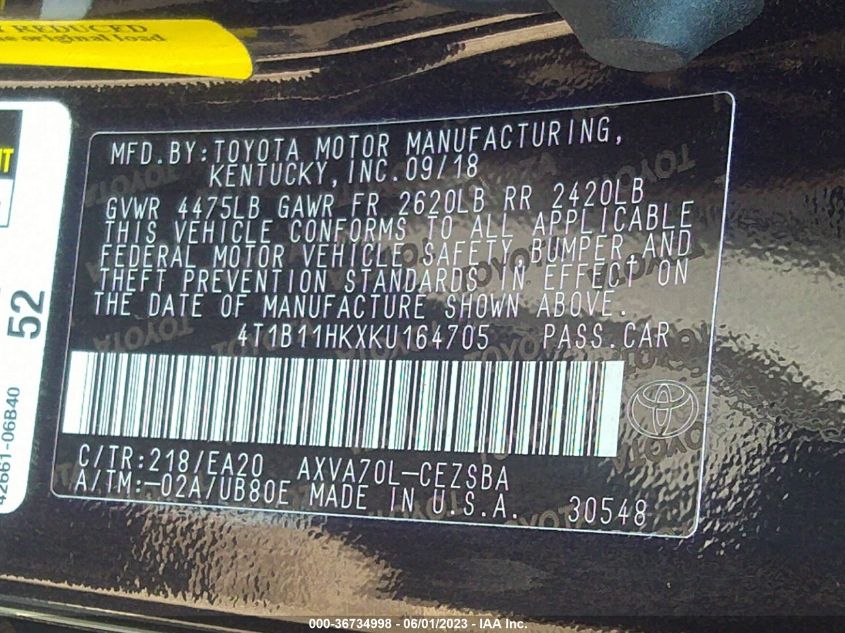 REDUCED
original load
NT
52
42661-06B40
MFD.BY:TOYOTA MOTOR MANUFACTURING,
KENTUCKY,INC.09/18
GVWR 4475LB GAWR FR 2620LB RR 2420LB
THIS VEHICLE CONFORMS TO ALL APPLICABLE
FEDERAL MOTOR VEHICLE SAFETY,BUMPER,AND
THEFT PREVENTION STANDARDS IN EFFECT ON
THE DATE OF MANUFACTURE SHOWN ABOVE.
4T1B11HKXKU164705 PASS.CAR
C/TR:218/EA20 AXVA70L-CEZSBA
A/TM:-02A/UB80E MADE IN U.S.A. 30548
000-36734998 - 06/01/2023 - IAA Inc.